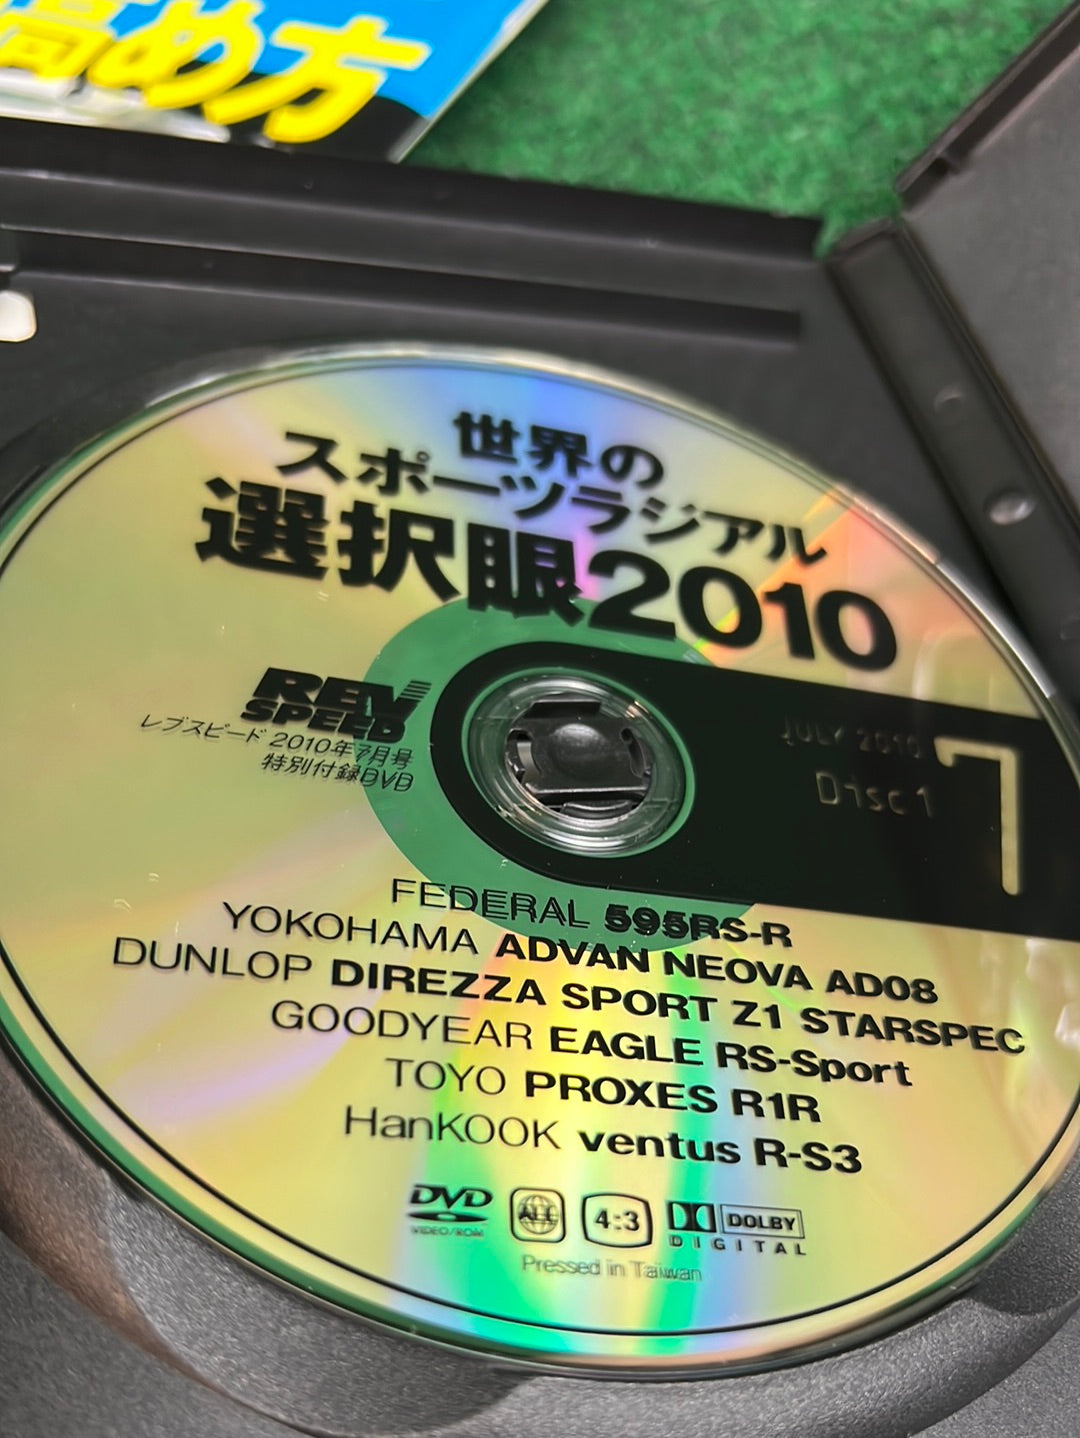 高め方
世界の
スポーツラジアル
選択眼2010
REV
SPEED
レブスピード 2010年7月号
特別付録DVD
JULY 2010
Disc 1
1
FEDERAL 595RS-R
YOKOHAMA ADVAN NEOVA AD08
DUNLOP DIREZZA SPORT Z1 STARSPEC
GOODYEAR EAGLE RS-Sport
TOYO PROXES R1R
HanKOOK ventus R-S3
DVD
VIDEO/ROM
ALL
4:3
DOLBY
DIGITAL
Pressed in Taiwan